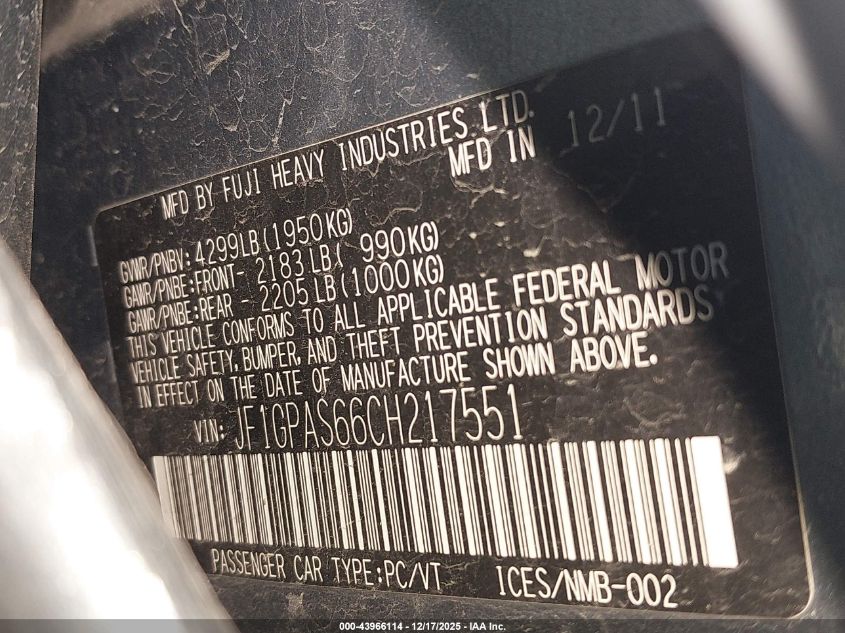 MFD BY FUJI HEAVY INDUSTRIES LTD.
MFD IN 12/11
GVWR/PNBV: 4299LB (1950KG)
GAWR/PNBE:FRONT- 2183 LB ( 990KG)
GAWR/PNBE:REAR - 2205 LB (1000KG)
THIS VEHICLE CONFORMS TO ALL APPLICABLE FEDERAL MOTOR
VEHICLE SAFETY, BUMPER, AND THEFT PREVENTION STANDARDS
IN EFFECT ON THE DATE OF MANUFACTURE SHOWN ABOVE.
VIN: JF1GPAS66CH217551
PASSENGER CAR TYPE:PC/VT ICES/NMB-002
000-43966114 - 12/17/2025 - IAA Inc.